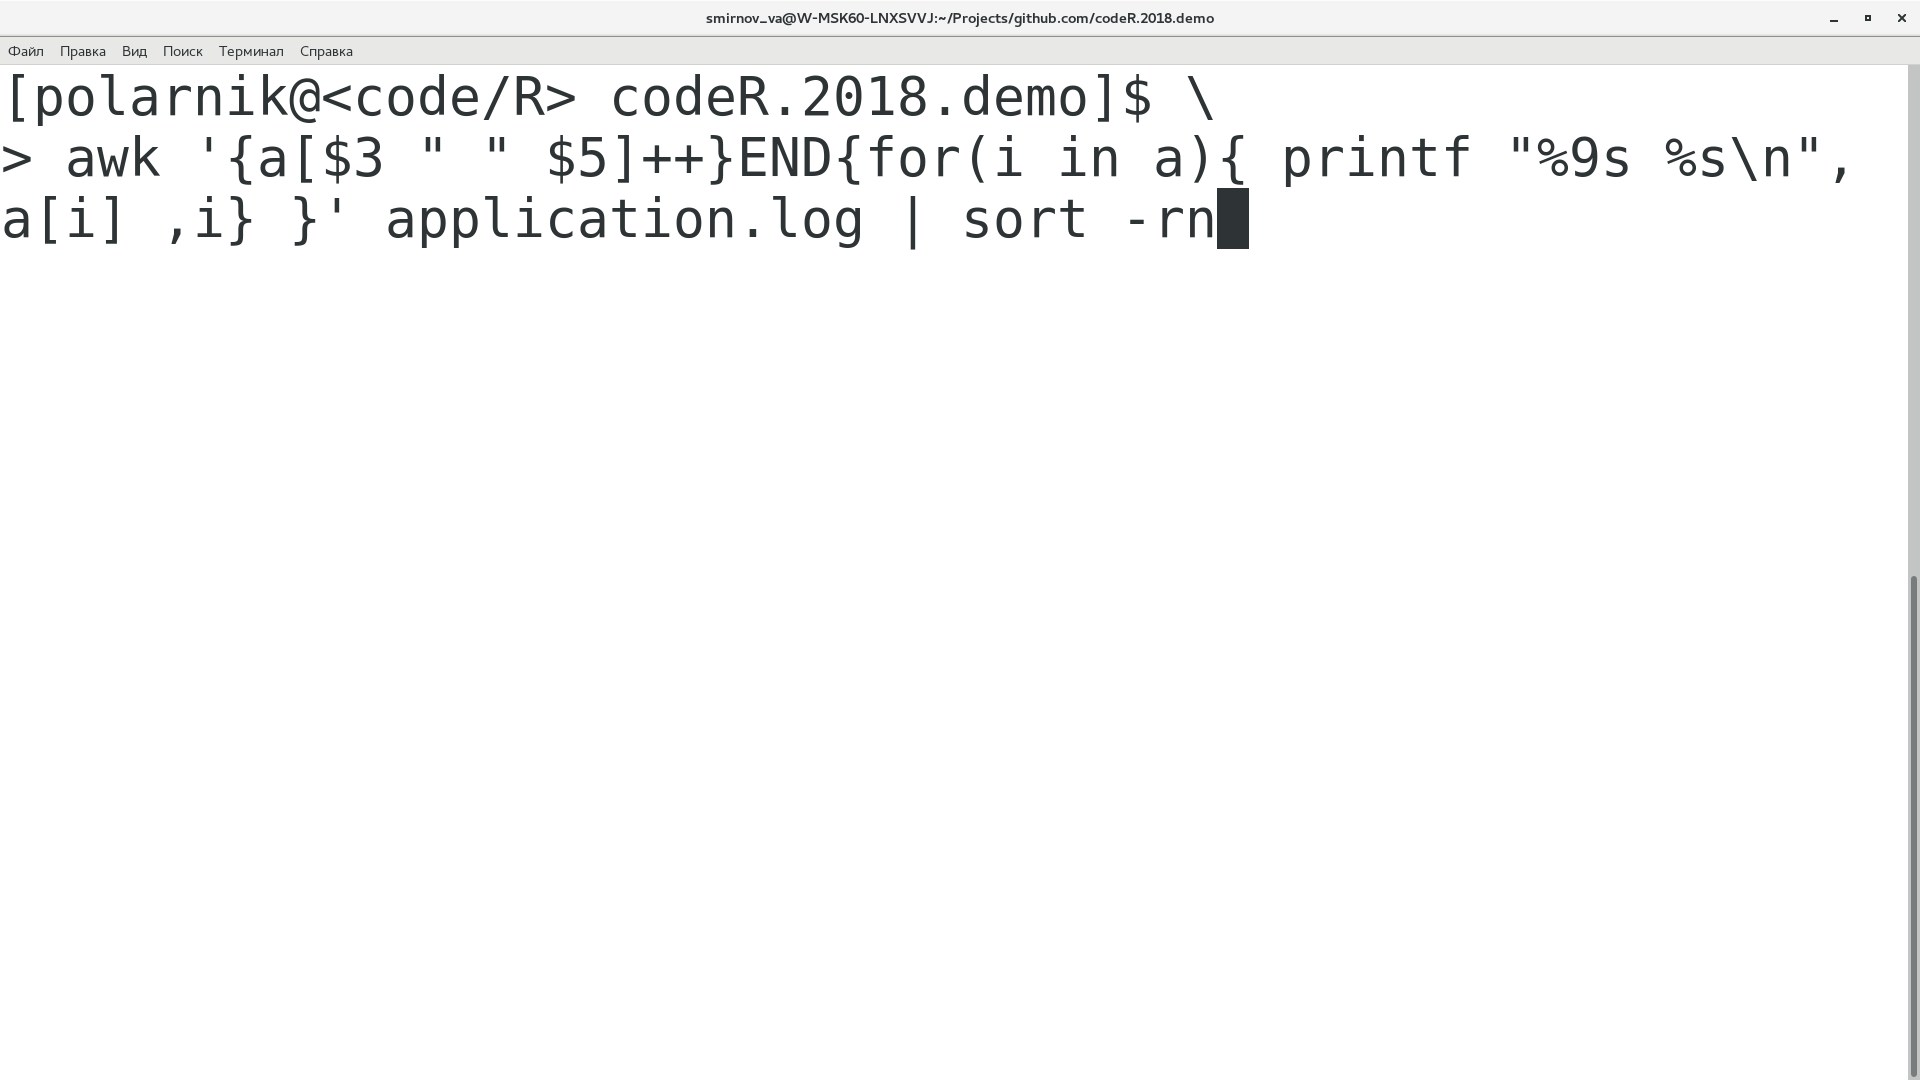 smirnov_va@W-MSK60-LNXSVVJ:~/Projects/github.com/codeR.2018.demo
Файл Правка Вид Поиск Терминал Справка
[polarnik@<code/R> codeR.2018.demo]$ \
> awk '{a[$3 " " $5]++}END{for(i in a){ printf "%9s %s\n",
a[i] ,i} }' application.log | sort -rn